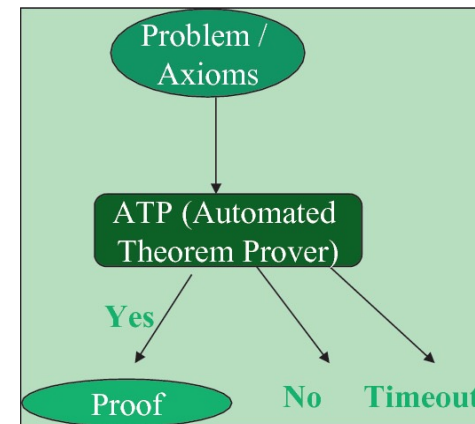 Problem /
Axioms
ATP (Automated
Theorem Prover)
Yes
Proof
No
Timeout